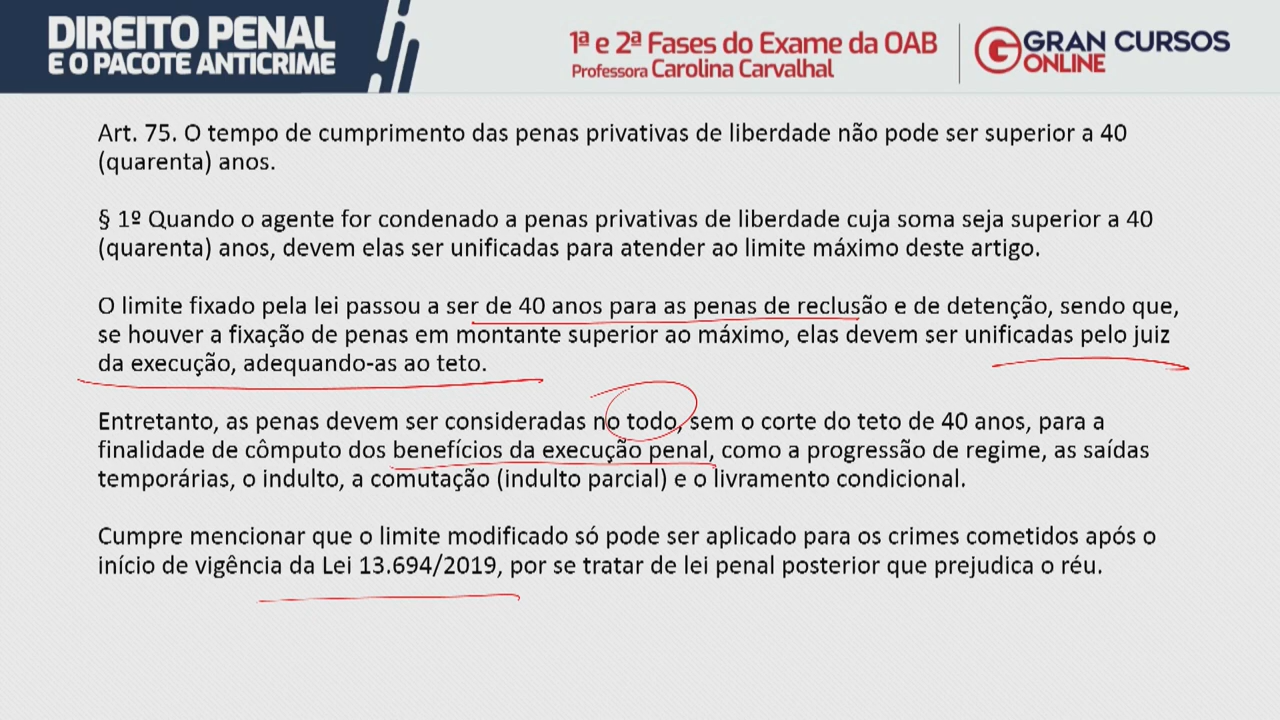 DIREITO PENAL
E O PACOTE ANTICRIME
1ª e 2ª Fases do Exame da OAB
Professora Carolina Carvalhal
GRAN CURSOS
ONLINE
Art. 75. O tempo de cumprimento das penas privativas de liberdade não pode ser superior a 40
(quarenta) anos.
§ 1º Quando o agente for condenado a penas privativas de liberdade cuja soma seja superior a 40
(quarenta) anos, devem elas ser unificadas para atender ao limite máximo deste artigo.
O limite fixado pela lei passou a ser de 40 anos para as penas de reclusão e de detenção, sendo que,
se houver a fixação de penas em montante superior ao máximo, elas devem ser unificadas pelo juiz
da execução, adequando-as ao teto.
Entretanto, as penas devem ser consideradas no todo, sem o corte do teto de 40 anos, para a
finalidade de cômputo dos benefícios da execução penal, como a progressão de regime, as saídas
temporárias, o indulto, a comutação (indulto parcial) e o livramento condicional.
Cumpre mencionar que o limite modificado só pode ser aplicado para os crimes cometidos após o
início de vigência da Lei 13.694/2019, por se tratar de lei penal posterior que prejudica o réu.